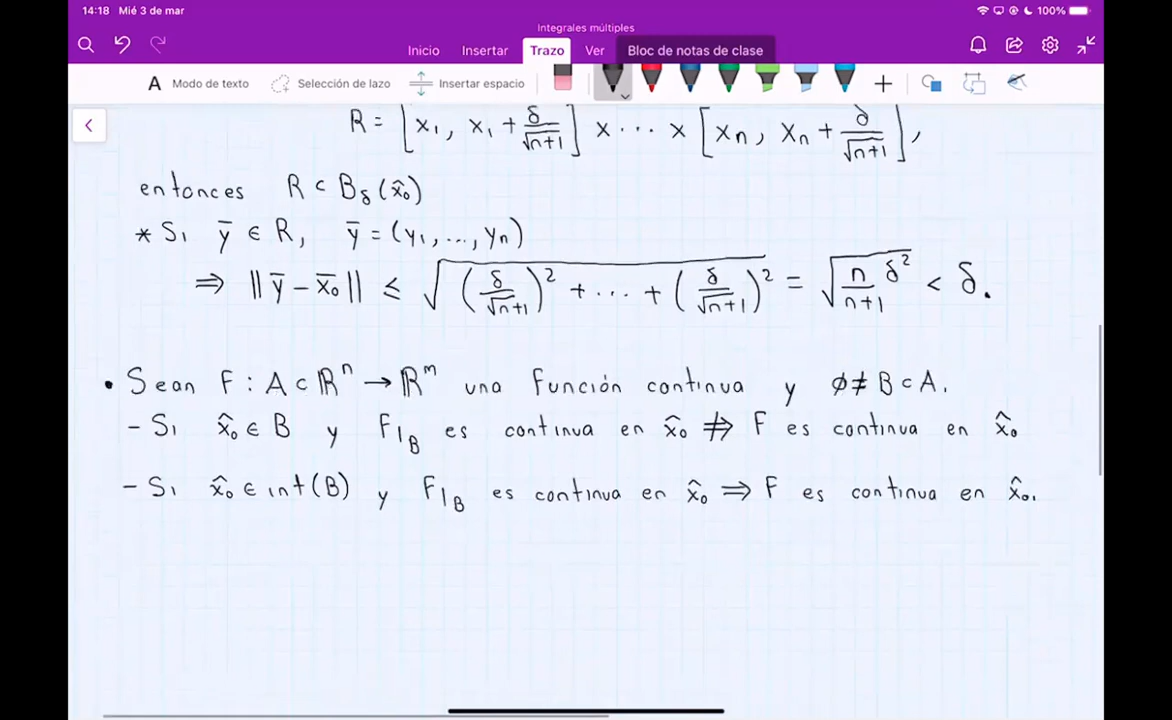 14:18 Mié 3 de mar 100%
Integrales múltiples
Inicio Insertar Trazo Ver Bloc de notas de clase
A Modo de texto Selección de lazo Insertar espacio
R = [x₁, x₁ + δ/√n+1] x ··· x [xₙ, xₙ + δ/√n+1],
entonces R ⊂ B_δ(x̂₀)
* Si ȳ ∈ R, ȳ = (y₁, ..., yₙ)
⇒ ||ȳ − x̄₀|| ≤ √((δ/√n+1)² + ··· + (δ/√n+1)²) = √(n/n+1 δ²) < δ.
• Sean F : A ⊂ ℝⁿ → ℝᵐ una función continua y ∅ ≠ B ⊂ A.
- Si x̂₀ ∈ B y F|_B es continua en x̂₀ ⇏ F es continua en x̂₀
- Si x̂₀ ∈ int(B) y F|_B es continua en x̂₀ ⇒ F es continua en x̂₀.